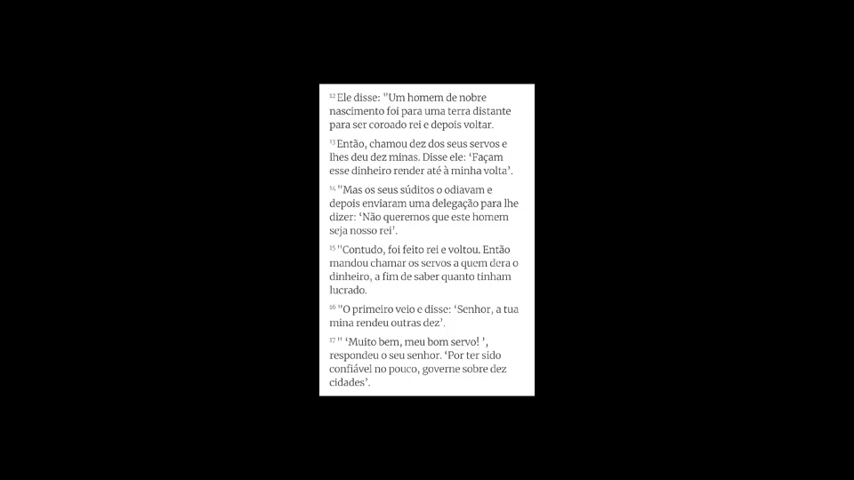 12 Ele disse: "Um homem de nobre
nascimento foi para uma terra distante
para ser coroado rei e depois voltar.
13 Então, chamou dez dos seus servos e
lhes deu dez minas. Disse ele: ‘Façam
esse dinheiro render até à minha volta’.
14 "Mas os seus súditos o odiavam e
depois enviaram uma delegação para lhe
dizer: ‘Não queremos que este homem
seja nosso rei’.
15 "Contudo, foi feito rei e voltou. Então
mandou chamar os servos a quem dera o
dinheiro, a fim de saber quanto tinham
lucrado.
16 "O primeiro veio e disse: ‘Senhor, a tua
mina rendeu outras dez’.
17 " ‘Muito bem, meu bom servo! ’,
respondeu o seu senhor. ‘Por ter sido
confiável no pouco, governe sobre dez
cidades’.